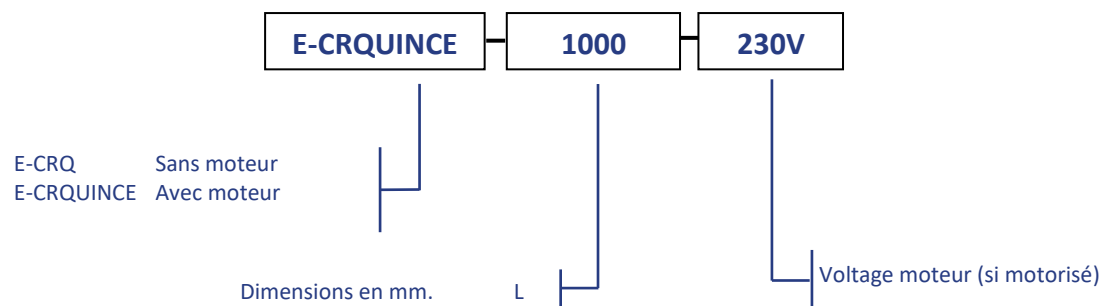 E-CRQUINCE - 1000 - 230V
E-CRQ Sans moteur
E-CRQUINCE Avec moteur
Dimensions en mm. L
Voltage moteur (si motorisé)